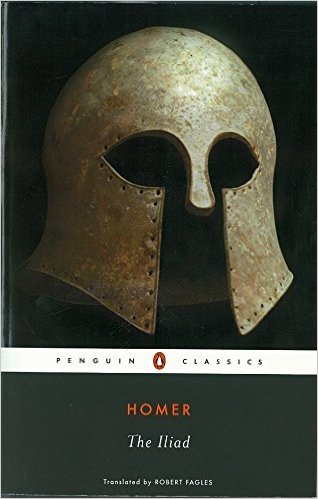 PENGUIN CLASSICS
HOMER
The Iliad
Translated by ROBERT FAGLES